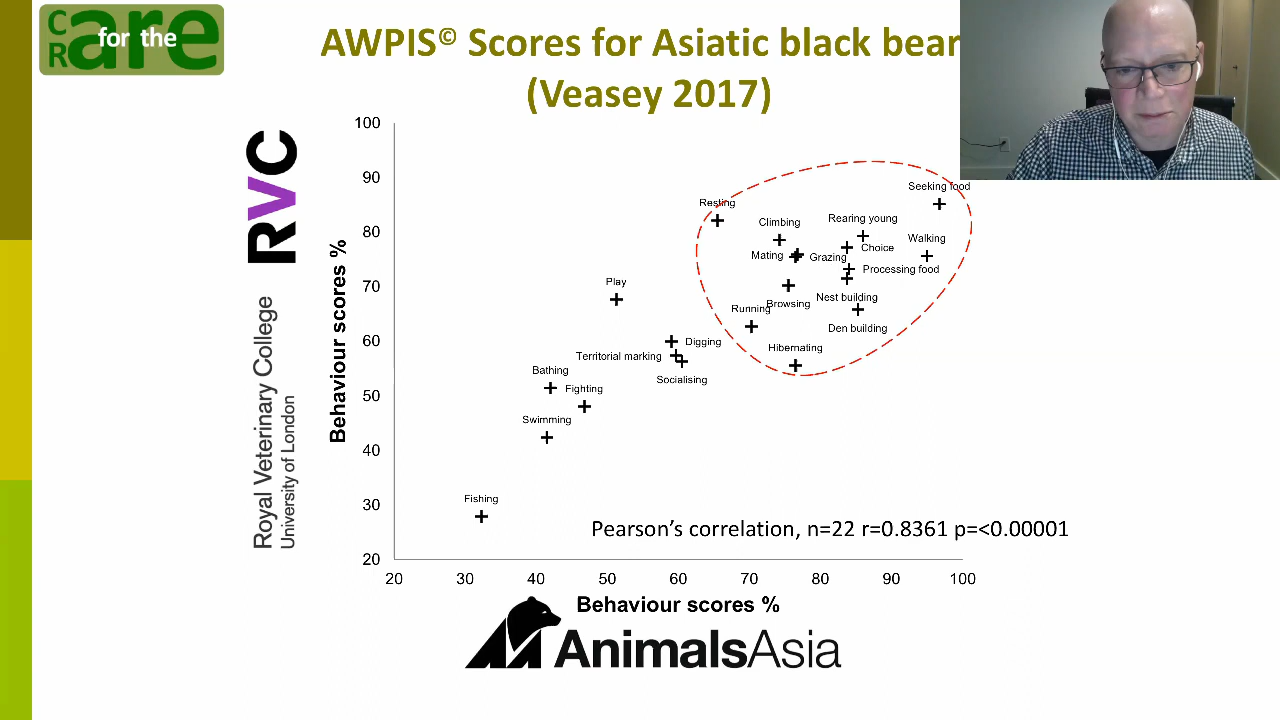 CRare for the
AWPIS© Scores for Asiatic black bear
(Veasey 2017)
RVC
Royal Veterinary College
University of London
Behaviour scores %
100
90
80
70
60
50
40
30
20
Seeking food
Resting
Climbing
Rearing young
Walking
Choice
Mating
Grazing
Processing food
Play
Browsing
Nest building
Running
Den building
Digging
Hibernating
Territorial marking
Socialising
Bathing
Fighting
Swimming
Fishing
Pearson’s correlation, n=22 r=0.8361 p=<0.00001
20 30 40 50 60 70 80 90 100
Behaviour scores %
AnimalsAsia